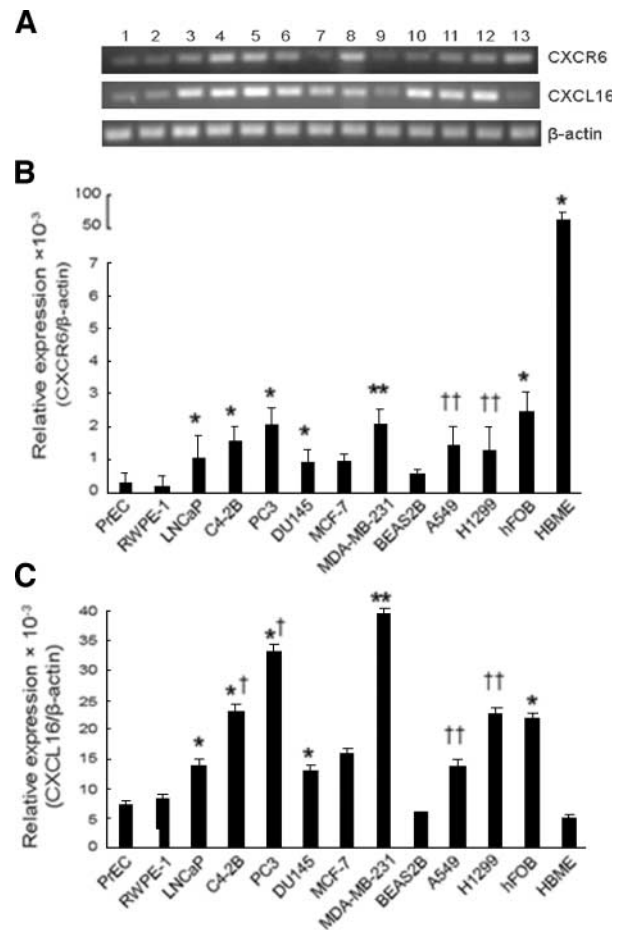 A
1 2 3 4 5 6 7 8 9 10 11 12 13
CXCR6
CXCL16
β-actin
B
Relative expression ×10⁻³
(CXCR6/β-actin)
100
50
7
6
5
4
3
2
1
0
* * * * ** †† †† * *
PrEC RWPE-1 LNCaP C4-2B PC3 DU145 MCF-7 MDA-MB-231 BEAS2B A549 H1299 hFOB HBME
C
Relative expression × 10⁻³
(CXCL16/β-actin)
40
35
30
25
20
15
10
5
0
* *† *† * ** †† †† *
PrEC RWPE-1 LNCaP C4-2B PC3 DU145 MCF-7 MDA-MB-231 BEAS2B A549 H1299 hFOB HBME